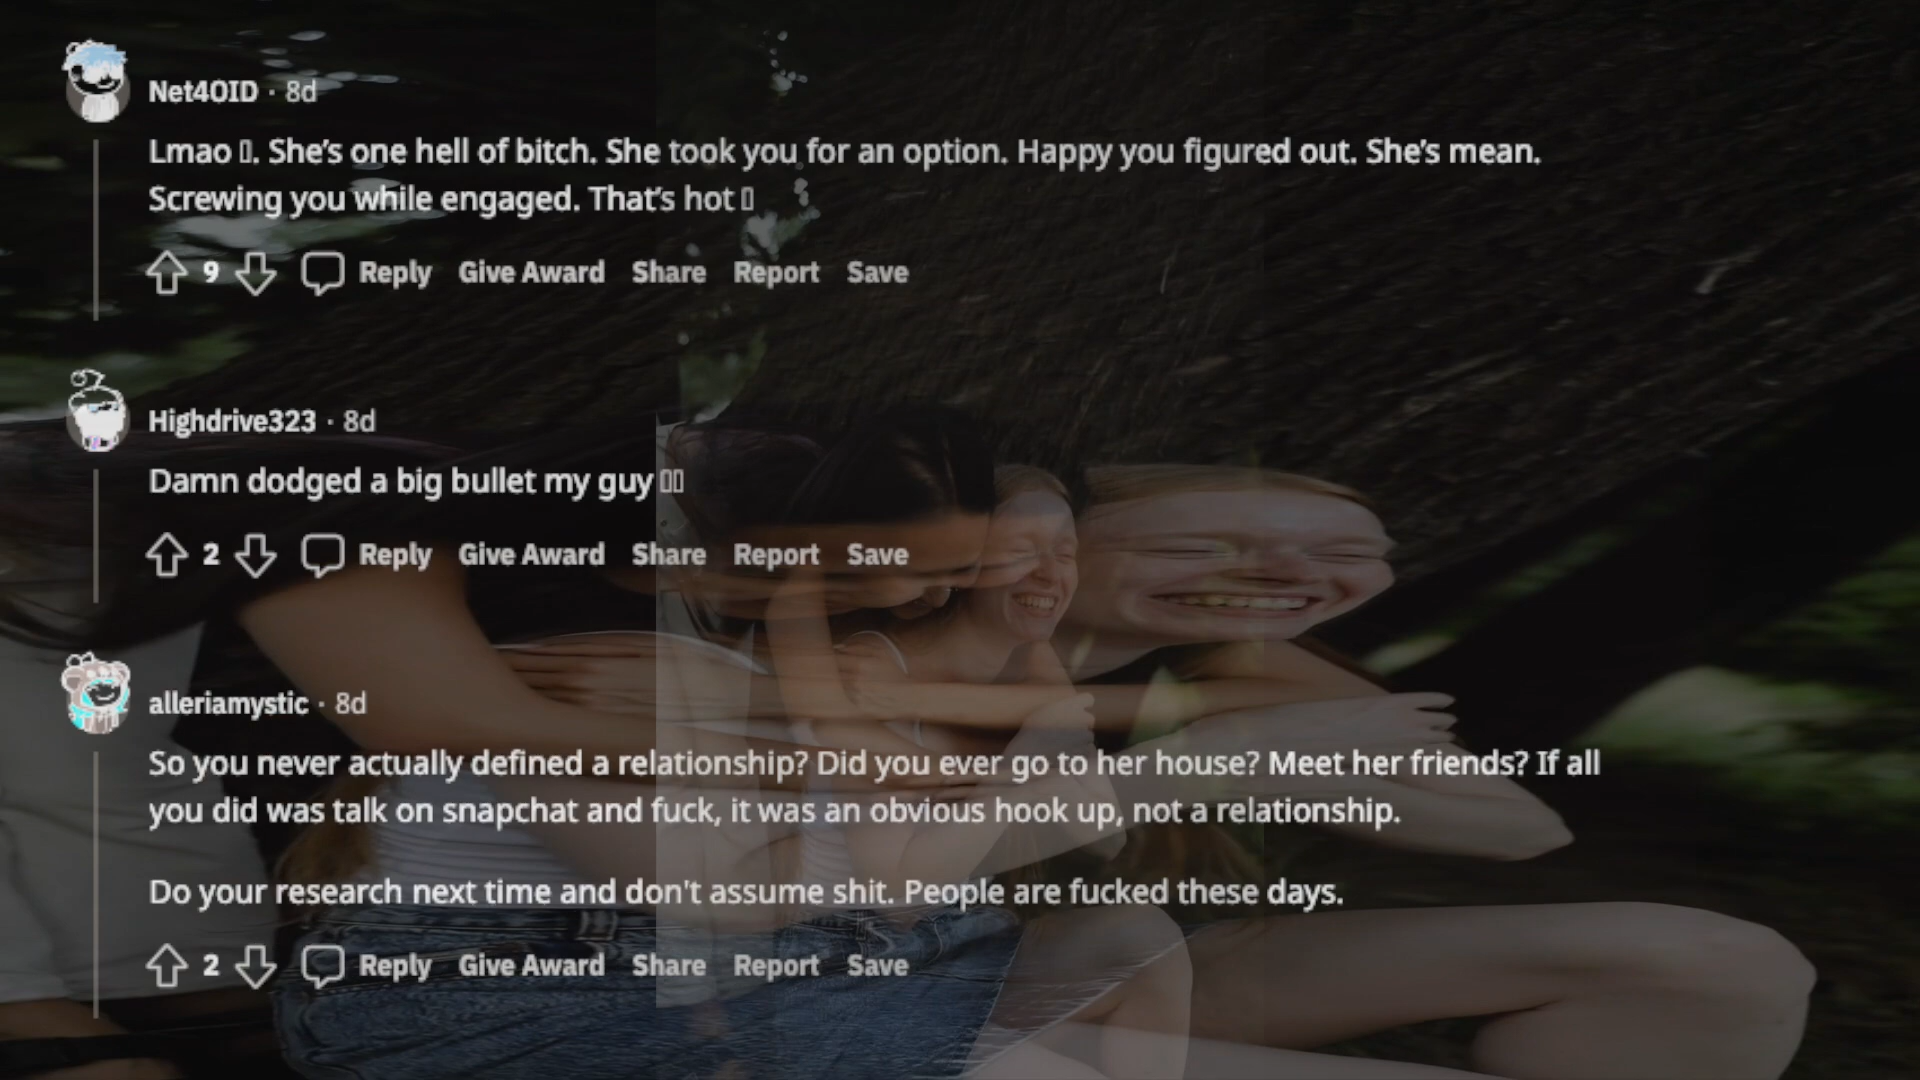 Net4OID · 8d
Lmao ▯. She’s one hell of bitch. She took you for an option. Happy you figured out. She’s mean.
Screwing you while engaged. That’s hot ▯
9 Reply Give Award Share Report Save
Highdrive323 · 8d
Damn dodged a big bullet my guy ▯▯
2 Reply Give Award Share Report Save
alleriamystic · 8d
So you never actually defined a relationship? Did you ever go to her house? Meet her friends? If all
you did was talk on snapchat and fuck, it was an obvious hook up, not a relationship.
Do your research next time and don't assume shit. People are fucked these days.
2 Reply Give Award Share Report Save